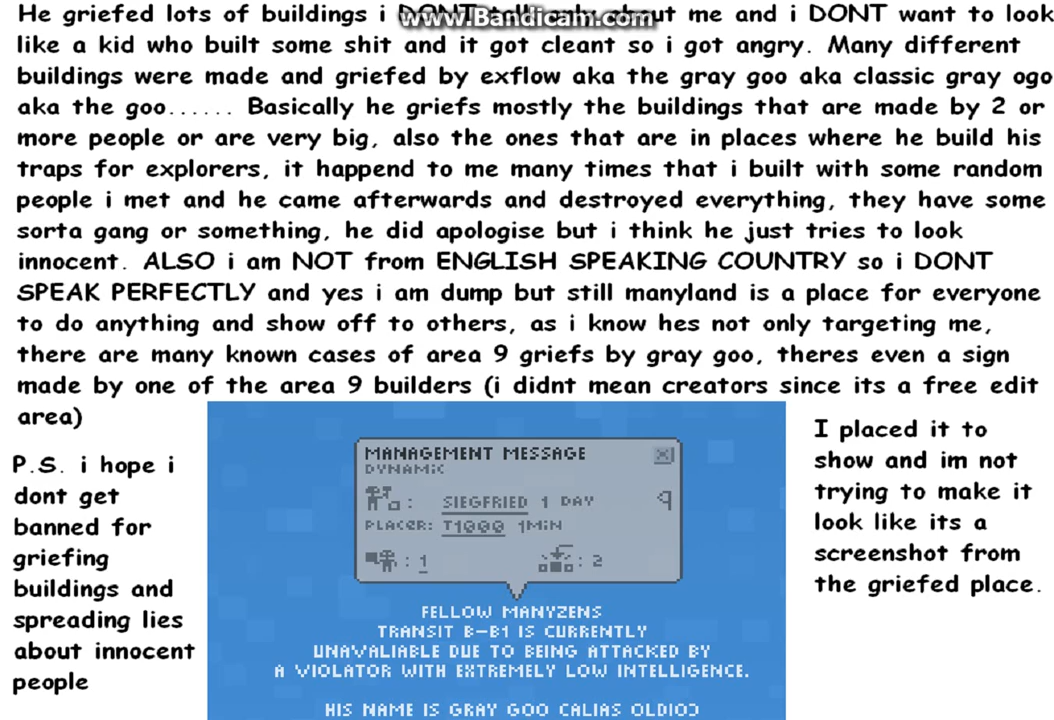 He griefed lots of buildings i DONT talk only about me and i DONT want to look
www.Bandicam.com
like a kid who built some shit and it got cleant so i got angry. Many different
buildings were made and griefed by exflow aka the gray goo aka classic gray ogo
aka the goo...... Basically he griefs mostly the buildings that are made by 2 or
more people or are very big, also the ones that are in places where he build his
traps for explorers, it happend to me many times that i built with some random
people i met and he came afterwards and destroyed everything, they have some
sorta gang or something, he did apologise but i think he just tries to look
innocent. ALSO i am NOT from ENGLISH SPEAKING COUNTRY so i DONT
SPEAK PERFECTLY and yes i am dump but still manyland is a place for everyone
to do anything and show off to others, as i know hes not only targeting me,
there are many known cases of area 9 griefs by gray goo, theres even a sign
made by one of the area 9 builders (i didnt mean creators since its a free edit
area)
P.S. i hope i
dont get
banned for
griefing
buildings and
spreading lies
about innocent
people
MANAGEMENT MESSAGE
DYNAMIC
: SIEGFRIED 1 DAY
PLACER: T1000 1MIN
: 1
: 2
FELLOW MANYZENS
TRANSIT B-B1 IS CURRENTLY
UNAVALIABLE DUE TO BEING ATTACKED BY
A VIOLATOR WITH EXTREMELY LOW INTELLIGENCE.
HIS NAME IS GRAY GOO
I placed it to
show and im not
trying to make it
look like its a
screenshot from
the griefed place.